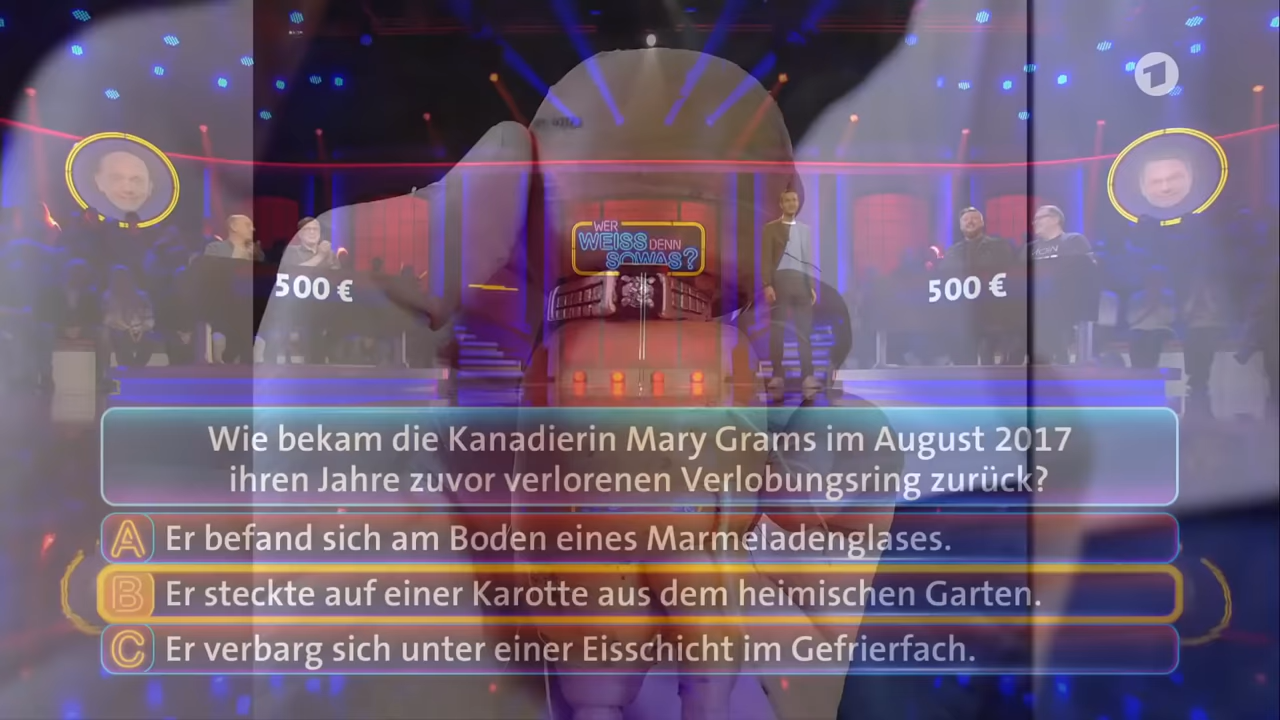 1
WER
WEISS DENN
SOWAS?
500 €
500 €
Wie bekam die Kanadierin Mary Grams im August 2017
ihren Jahre zuvor verlorenen Verlobungsring zurück?
A Er befand sich am Boden eines Marmeladenglases.
B Er steckte auf einer Karotte aus dem heimischen Garten.
C Er verbarg sich unter einer Eisschicht im Gefrierfach.